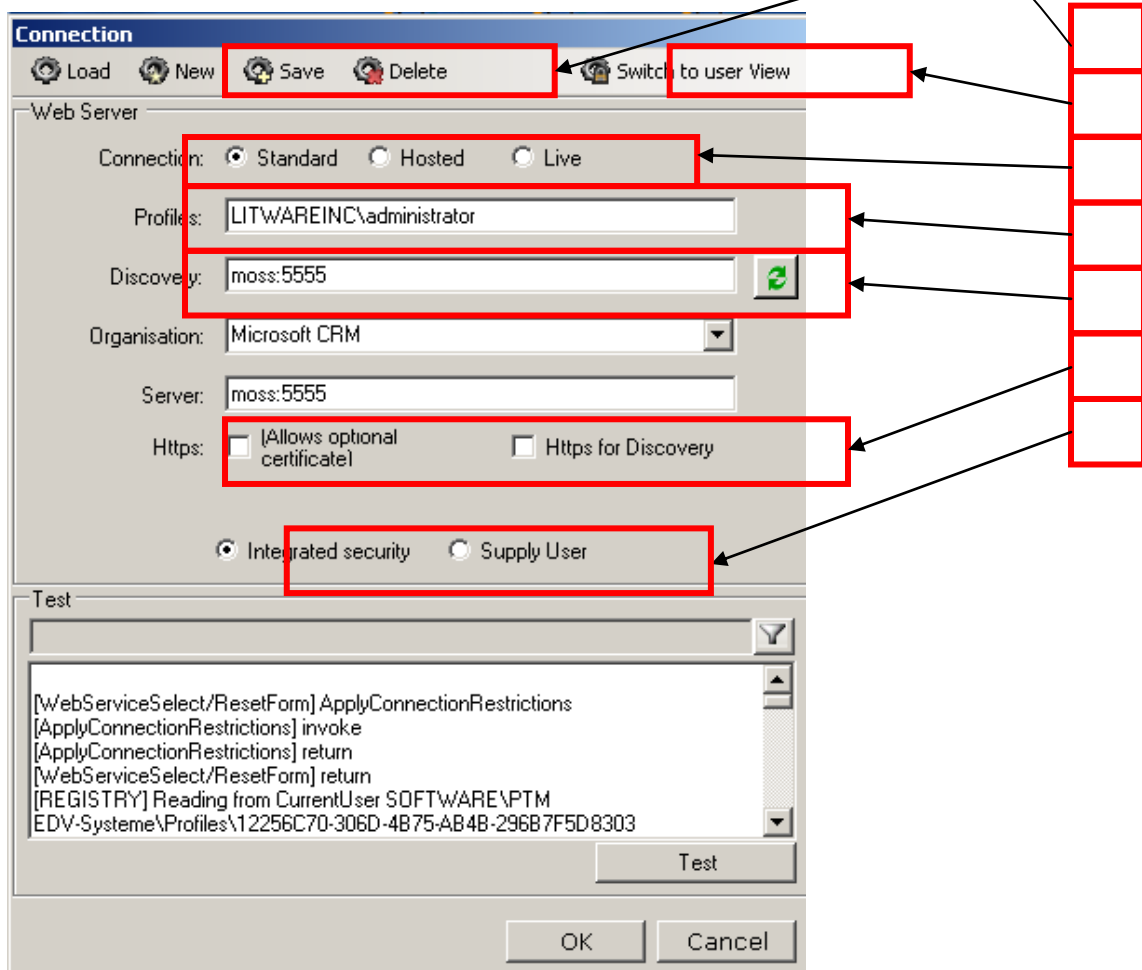 Connection
Load New Save Delete Switch to user View
Web Server
Connection: Standard Hosted Live
Profiles: LITWAREINC\administrator
Discovery: moss:5555
Organisation: Microsoft CRM
Server: moss:5555
Https: (Allows optional certificate) Https for Discovery
Integrated security Supply User
Test
[WebServiceSelect/ResetForm] ApplyConnectionRestrictions
[ApplyConnectionRestrictions] invoke
[ApplyConnectionRestrictions] return
[WebServiceSelect/ResetForm] return
[REGISTRY] Reading from CurrentUser SOFTWARE\PTM
EDV-Systeme\Profiles\12256C70-306D-4B75-AB4B-296B7F5D8303
Test
OK Cancel